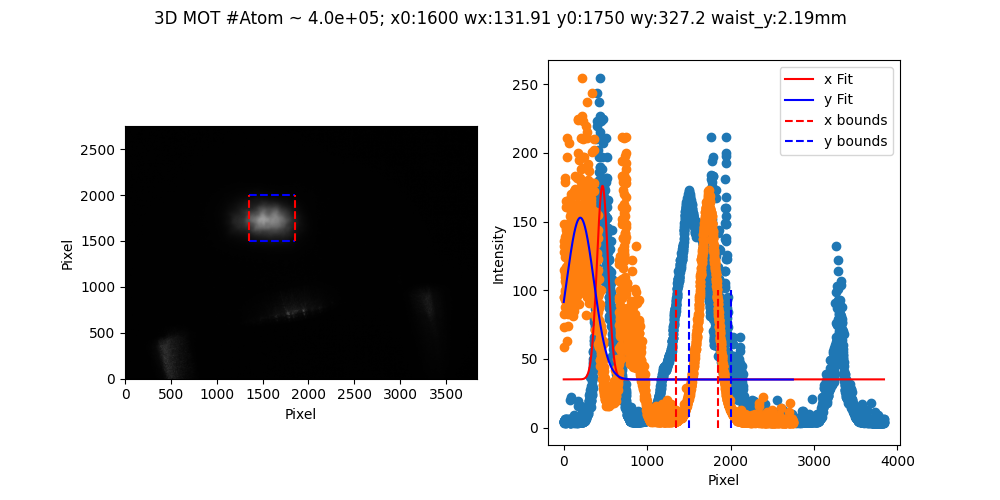 3D MOT #Atom ~ 4.0e+05; x0:1600 wx:131.91 y0:1750 wy:327.2 waist_y:2.19mm
Pixel
2500
2000
1500
1000
500
0
0 500 1000 1500 2000 2500 3000 3500
Pixel
Intensity
250
200
150
100
50
0
x Fit
y Fit
x bounds
y bounds
0 1000 2000 3000 4000
Pixel